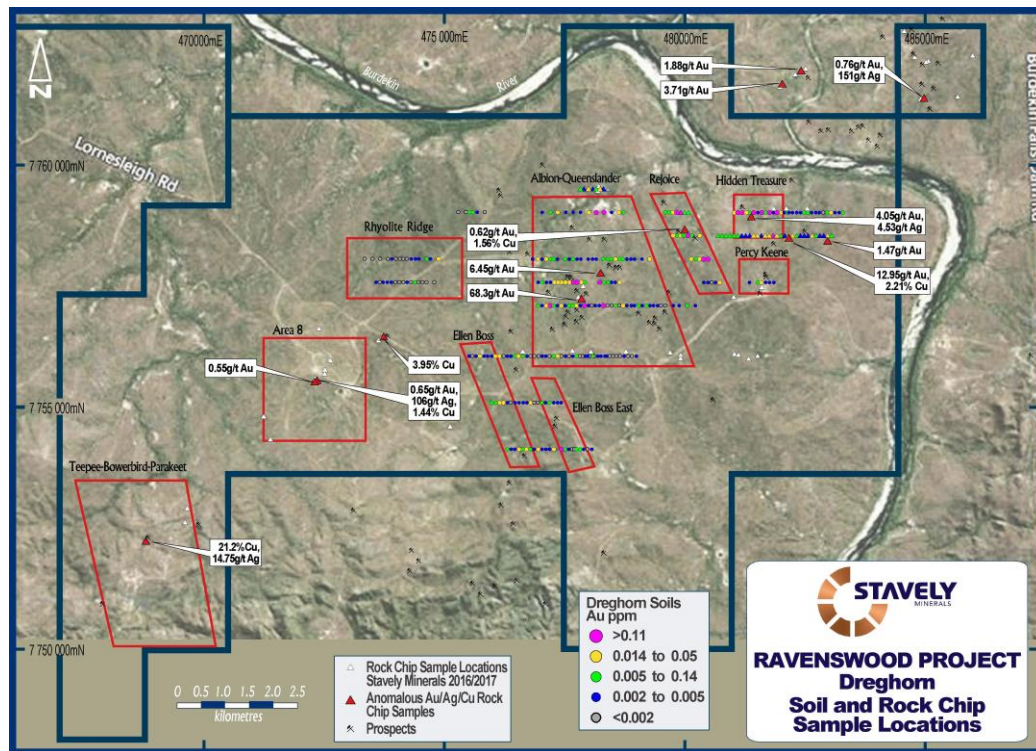 470000mE
475 000mE
480000mE
485000mE
N
Burdekin
River
1.88g/t Au
3.71g/t Au
0.76g/t Au,
151g/t Ag
7 760 000mN
Lornesleigh Rd
Albion-Queenslander
Rejoice
Hidden Treasure
Rhyolite Ridge
0.62g/t Au,
1.56% Cu
4.05g/t Au,
4.53g/t Ag
6.45g/t Au
1.47g/t Au
Percy Keene
68.3g/t Au
12.95g/t Au,
2.21% Cu
Area 8
Ellen Boss
3.95% Cu
0.55g/t Au
0.65g/t Au,
106g/t Ag,
1.44% Cu
7 755 000mN
Ellen Boss East
Teepee-Bowerbird-Parakeet
21.2%Cu,
14.75g/t Ag
7 750 000mN
0 0.5 1.0 1.5 2.0 2.5
kilometres
Rock Chip Sample Locations
Stavely Minerals 2016/2017
Anomalous Au/Ag/Cu Rock
Chip Samples
Prospects
Dreghorn Soils
Au ppm
>0.11
0.014 to 0.05
0.005 to 0.14
0.002 to 0.005
<0.002
STAVELY
MINERALS
RAVENSWOOD PROJECT
Dreghorn
Soil and Rock Chip
Sample Locations